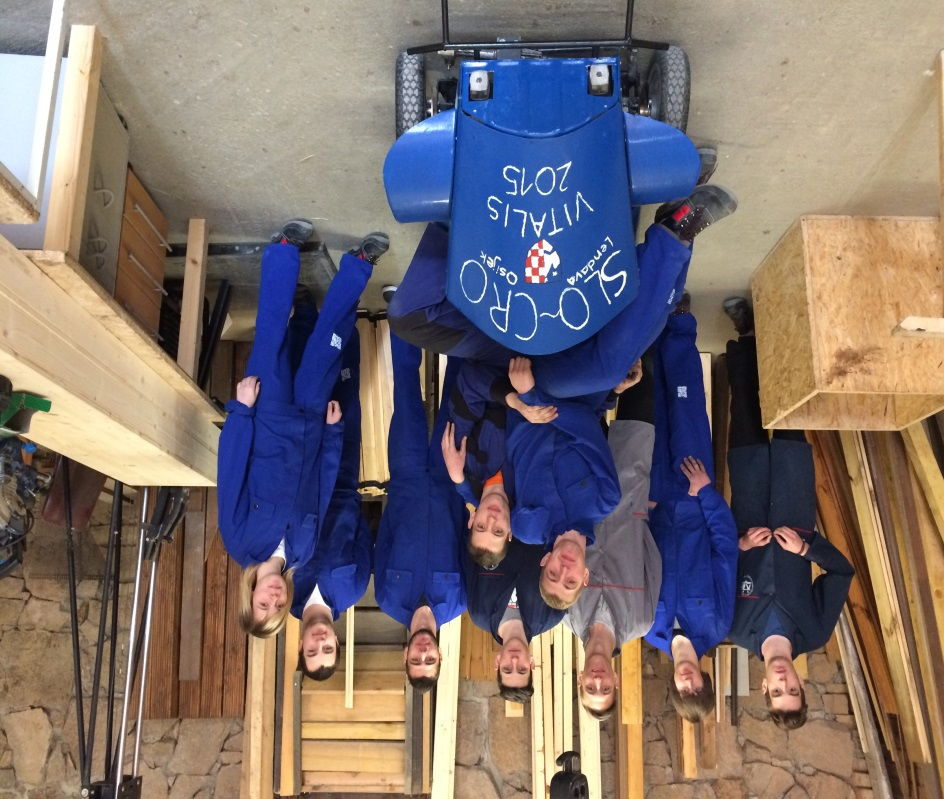 SLO~CRO
Lendava Osijek
VITALIS
2015